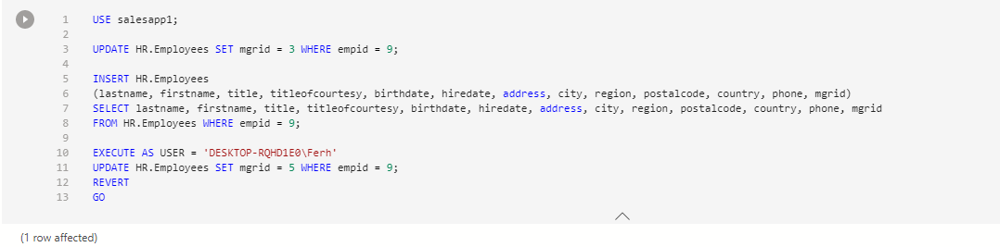 1 USE salesapp1;
2
3 UPDATE HR.Employees SET mgrid = 3 WHERE empid = 9;
4
5 INSERT HR.Employees
6 (lastname, firstname, title, titleofcourtesy, birthdate, hiredate, address, city, region, postalcode, country, phone, mgrid)
7 SELECT lastname, firstname, title, titleofcourtesy, birthdate, hiredate, address, city, region, postalcode, country, phone, mgrid
8 FROM HR.Employees WHERE empid = 9;
9
10 EXECUTE AS USER = 'DESKTOP-RQHD1E0\Ferh'
11 UPDATE HR.Employees SET mgrid = 5 WHERE empid = 9;
12 REVERT
13 GO
(1 row affected)